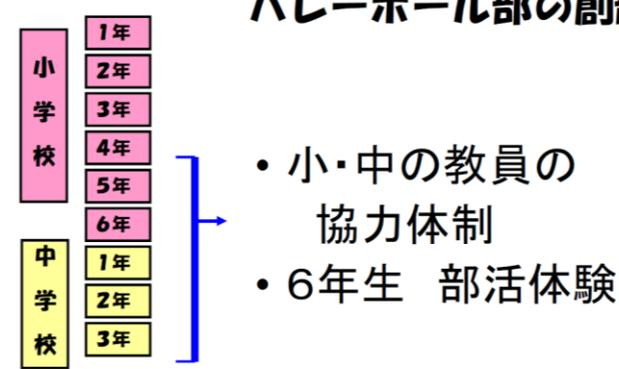 バレーボール部の創
小学校
1年
2年
3年
4年
5年
6年
中学校
1年
2年
3年
・小・中の教員の
協力体制
・6年生 部活体験